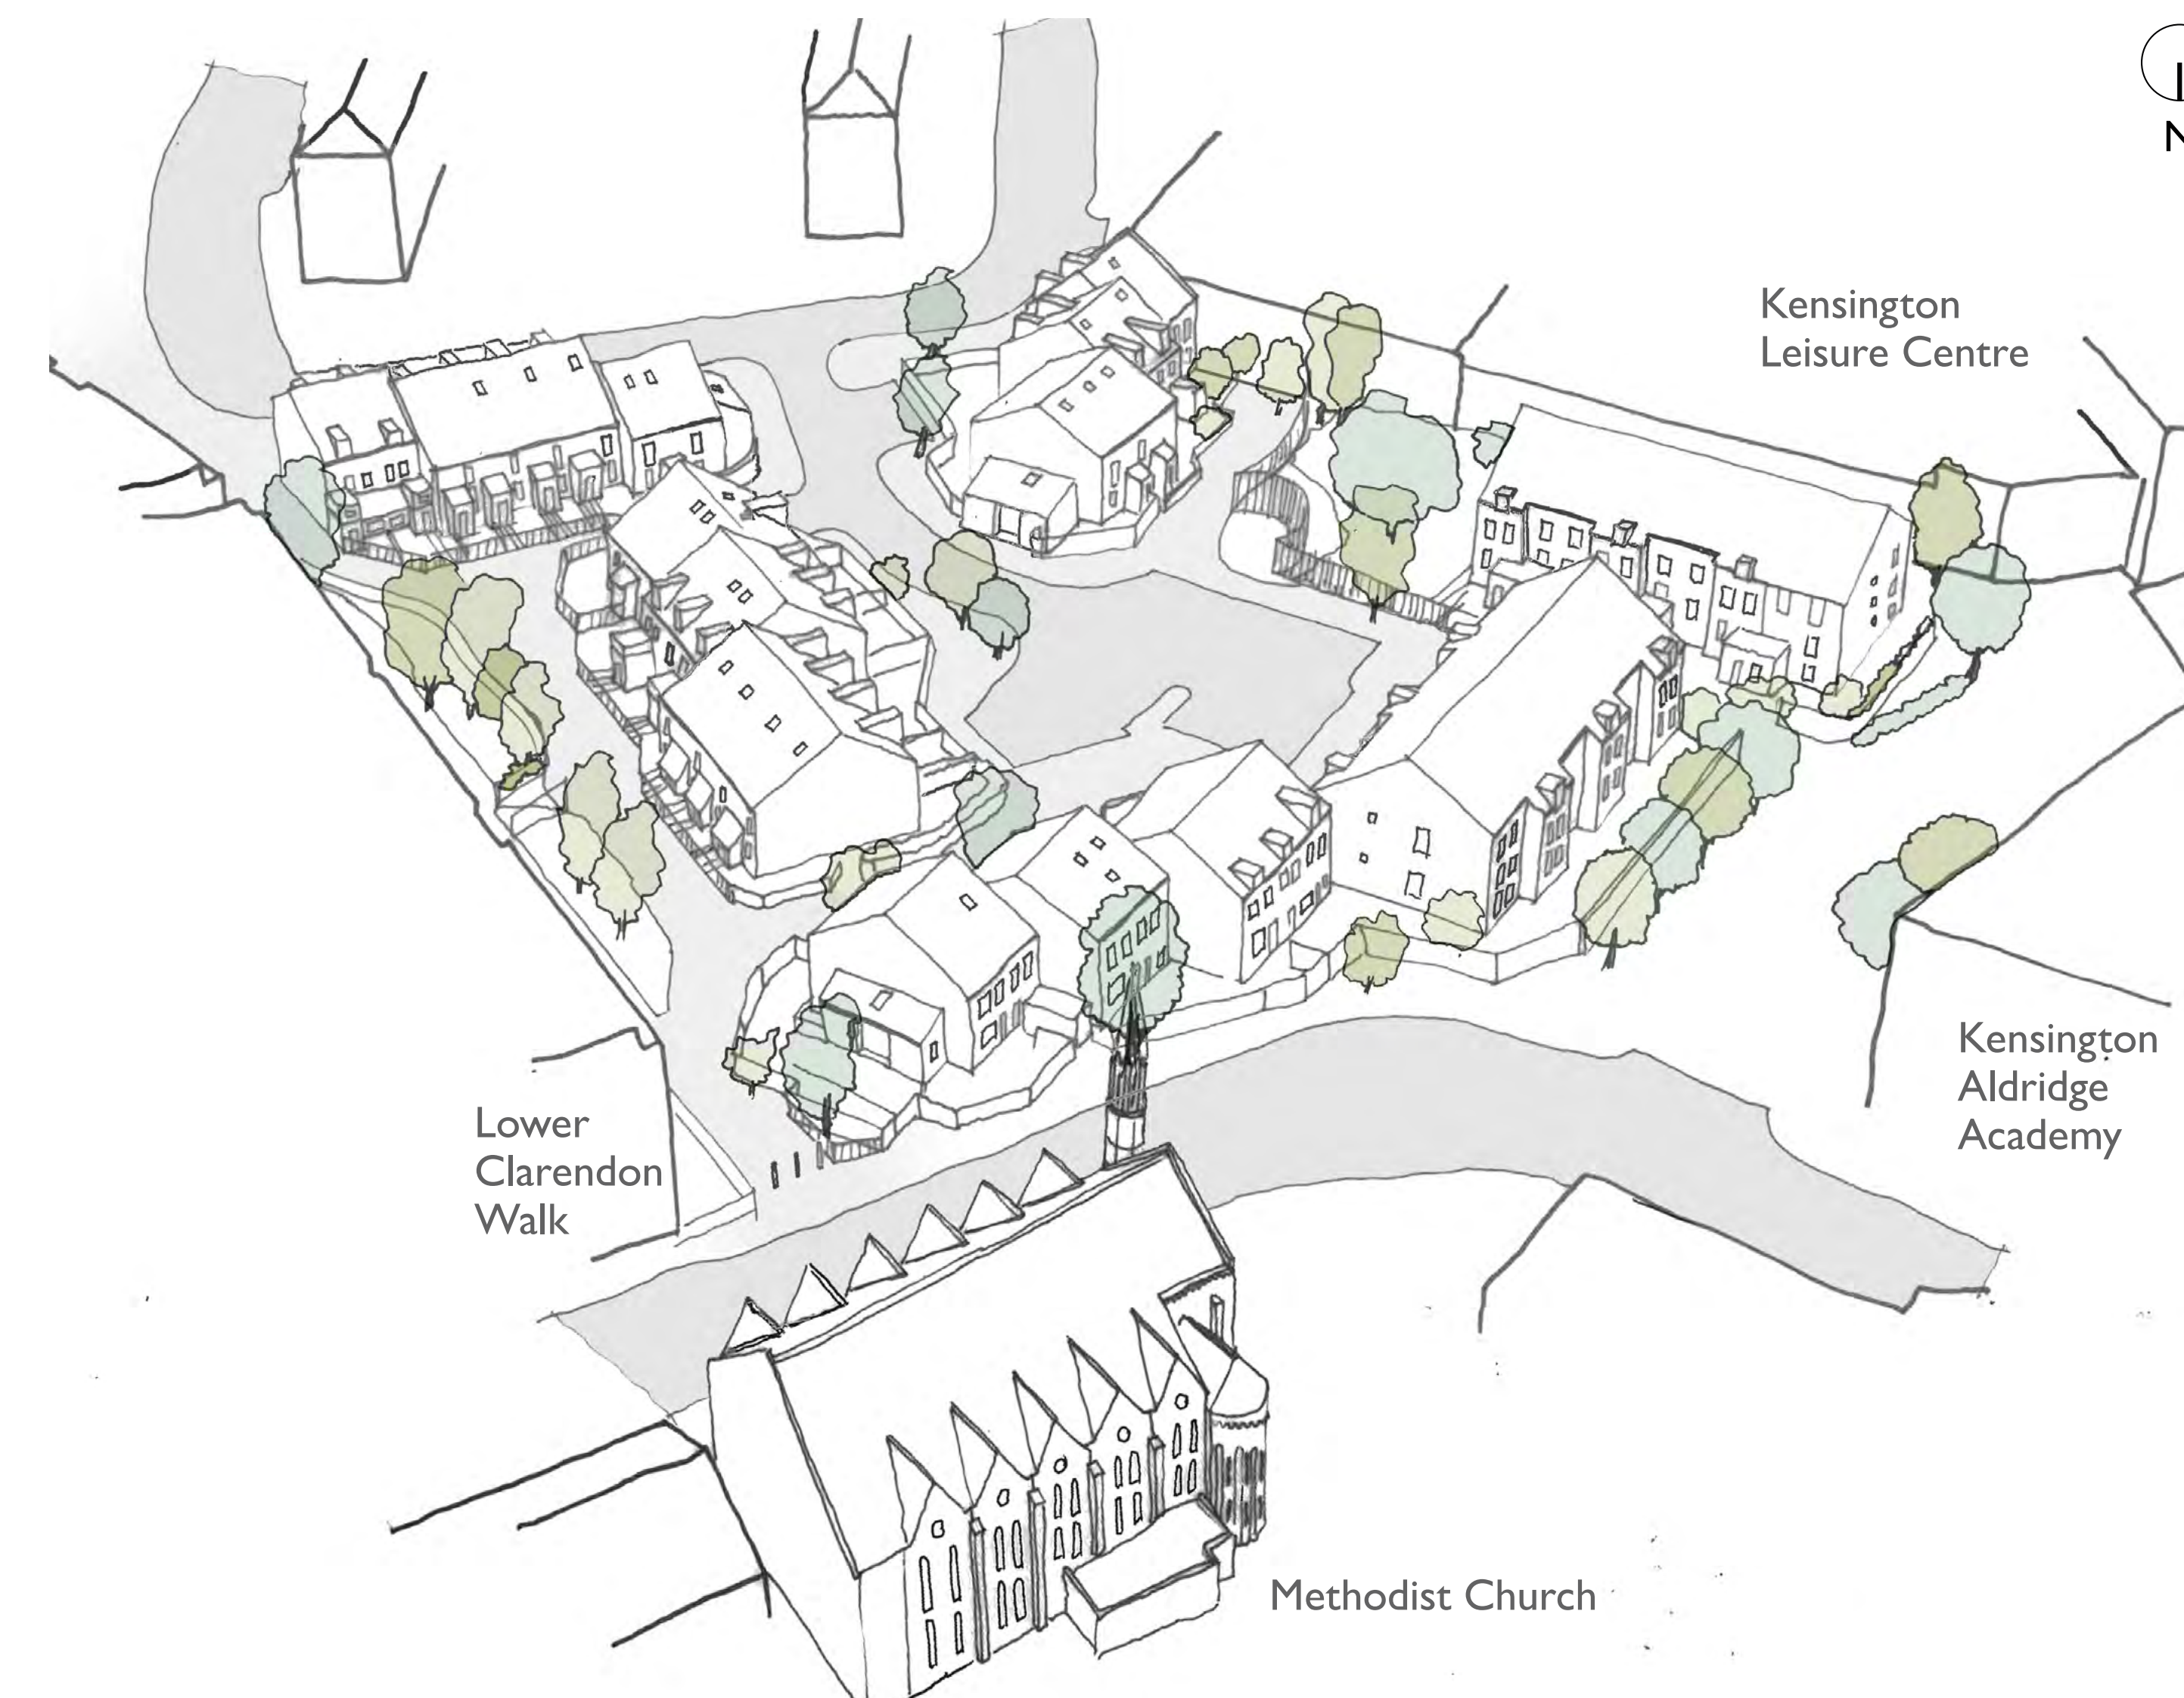 N
Kensington
Leisure Centre
Kensington
Aldridge
Academy
Lower
Clarendon
Walk
Methodist Church